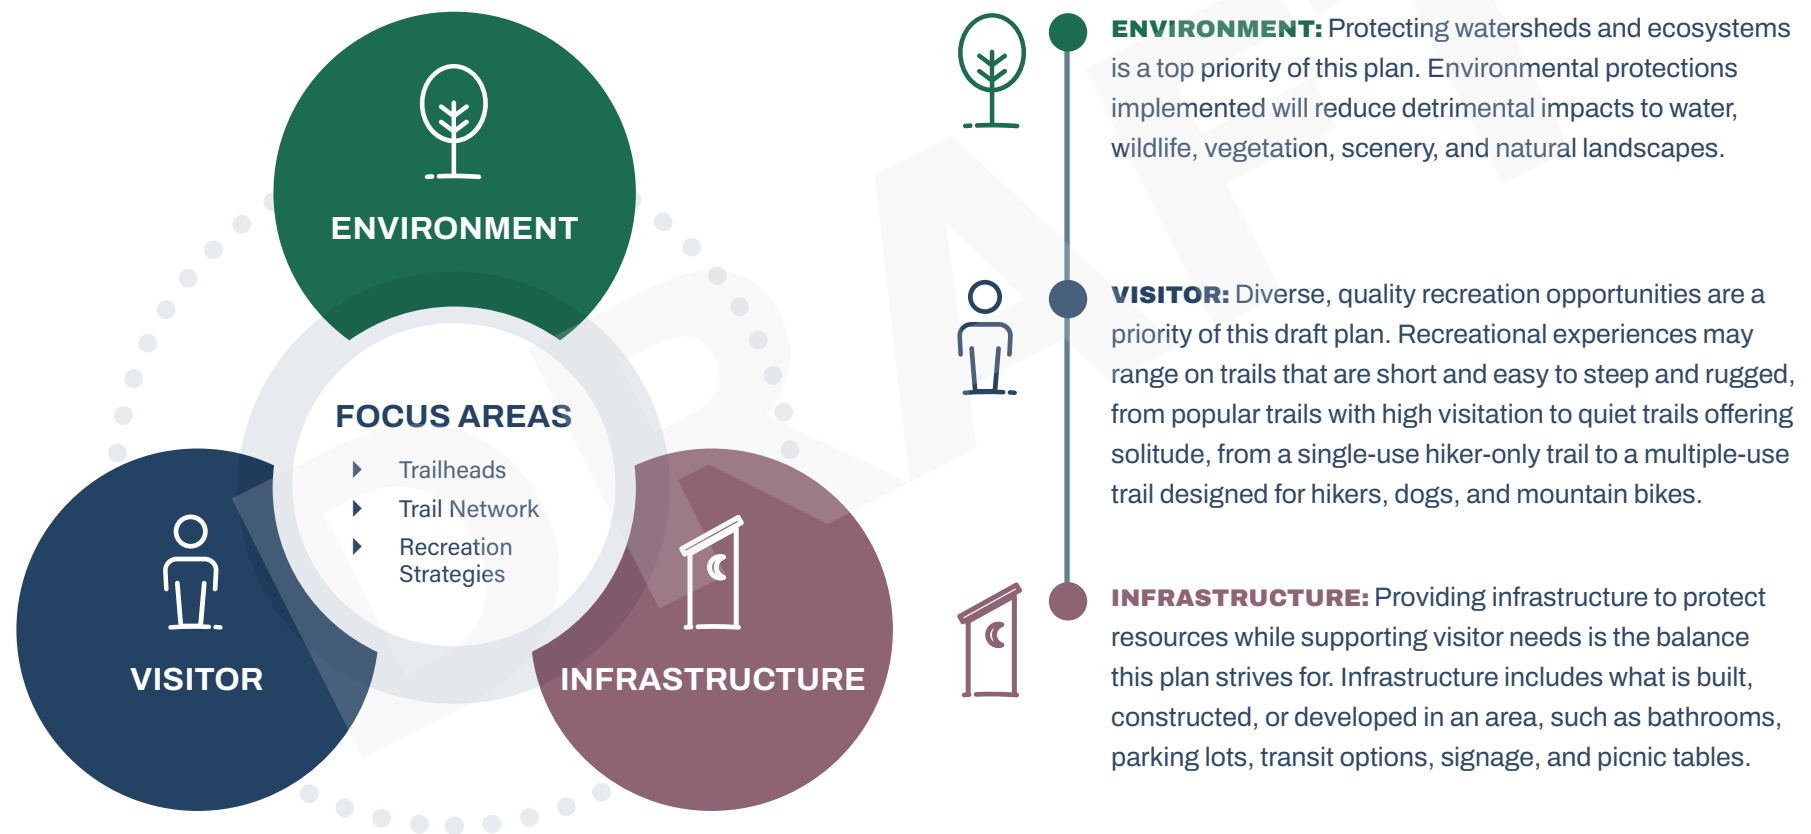 ENVIRONMENT
FOCUS AREAS
Trailheads
Trail Network
Recreation
Strategies
VISITOR
INFRASTRUCTURE
ENVIRONMENT: Protecting watersheds and ecosystems
is a top priority of this plan. Environmental protections
implemented will reduce detrimental impacts to water,
wildlife, vegetation, scenery, and natural landscapes.
VISITOR: Diverse, quality recreation opportunities are a
priority of this draft plan. Recreational experiences may
range on trails that are short and easy to steep and rugged,
from popular trails with high visitation to quiet trails offering
solitude, from a single-use hiker-only trail to a multiple-use
trail designed for hikers, dogs, and mountain bikes.
INFRASTRUCTURE: Providing infrastructure to protect
resources while supporting visitor needs is the balance
this plan strives for. Infrastructure includes what is built,
constructed, or developed in an area, such as bathrooms,
parking lots, transit options, signage, and picnic tables.
DRAFT